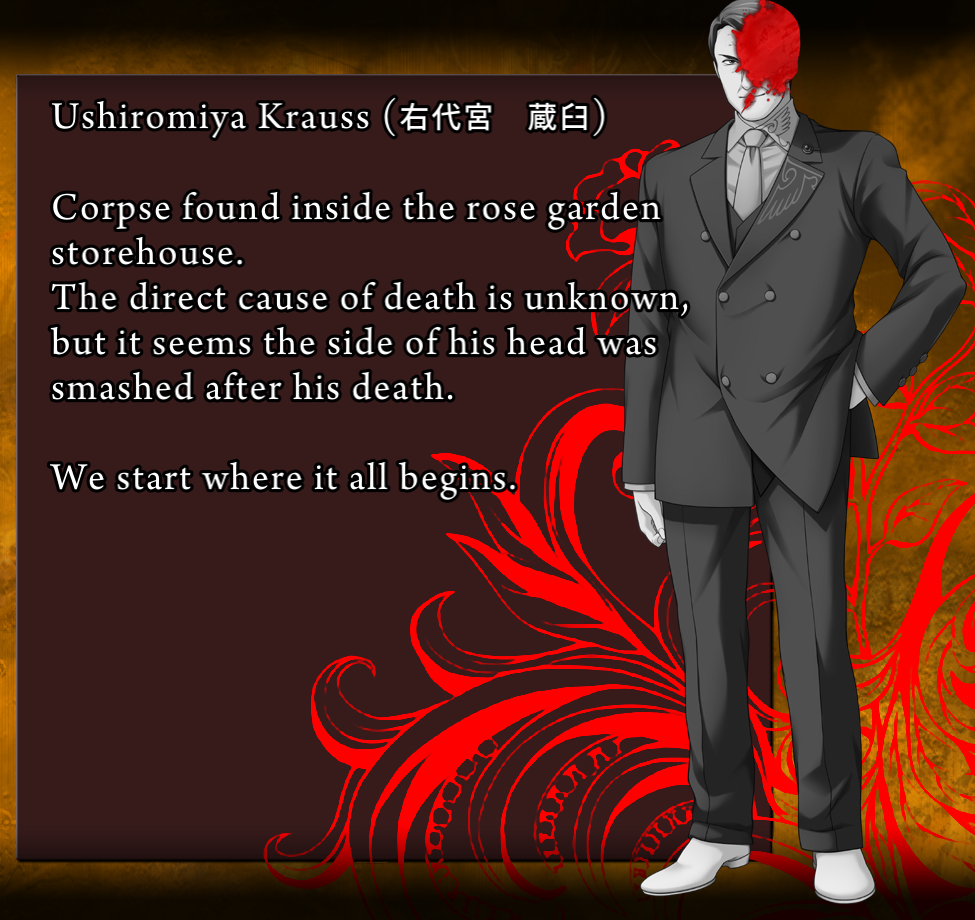 Ushiromiya Krauss (右代宮　蔵臼)
Corpse found inside the rose garden
storehouse.
The direct cause of death is unknown,
but it seems the side of his head was
smashed after his death.
We start where it all begins.